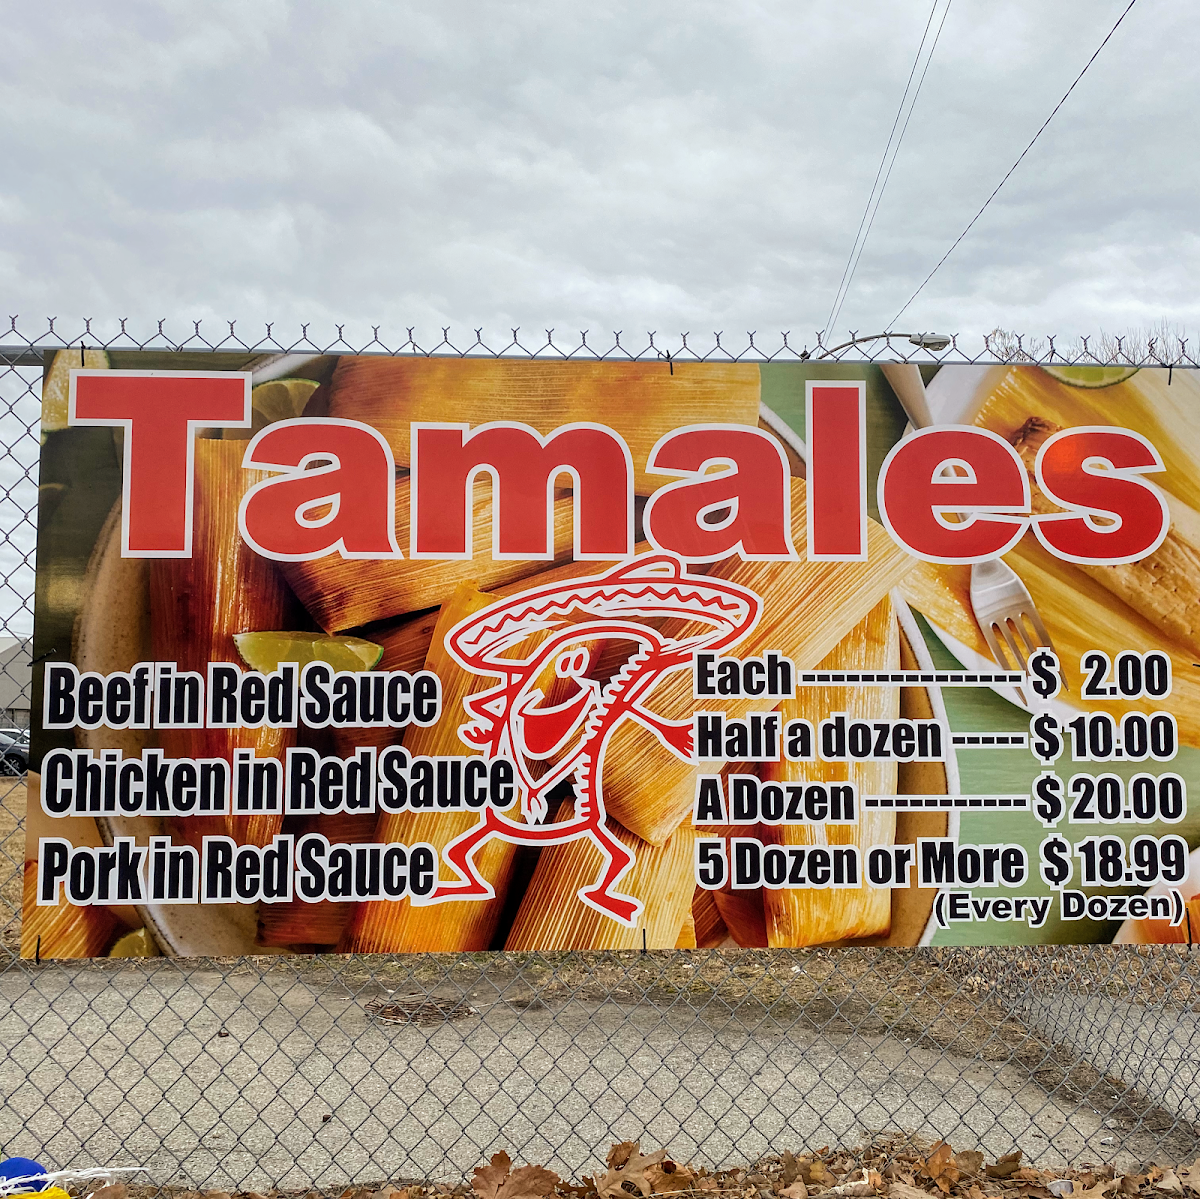 Tamales
Beef in Red Sauce
Chicken in Red Sauce
Pork in Red Sauce
Each -------------- $ 2.00
Half a dozen ----- $ 10.00
A Dozen ----------- $ 20.00
5 Dozen or More $ 18.99
(Every Dozen)